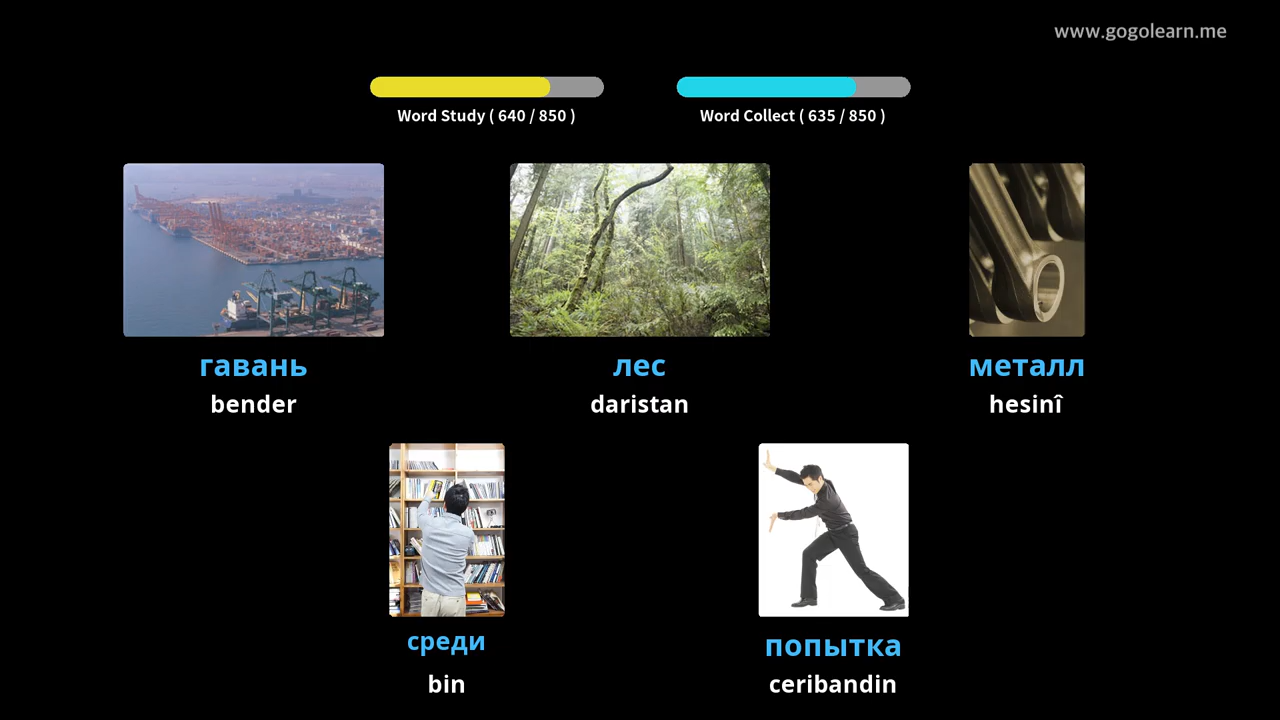 www.gogolearn.me
Word Study ( 640 / 850 )
Word Collect ( 635 / 850 )
гавань
bender
лес
daristan
металл
hesinî
среди
bin
попытка
ceribandin